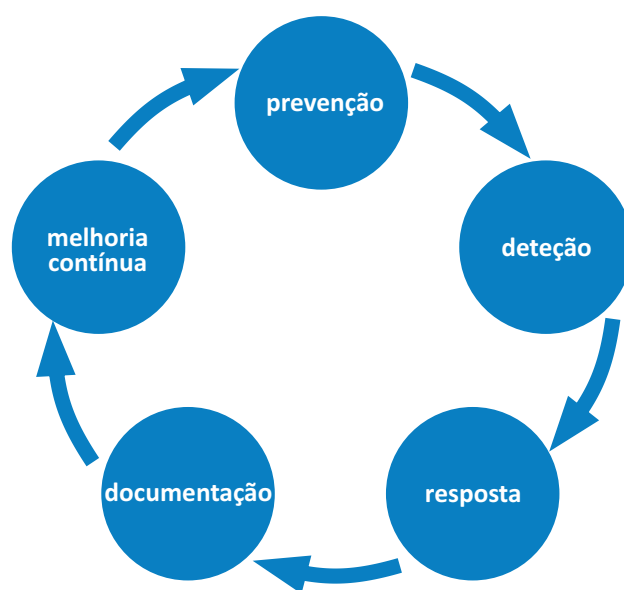 prevenção
deteção
resposta
documentação
melhoria
contínua